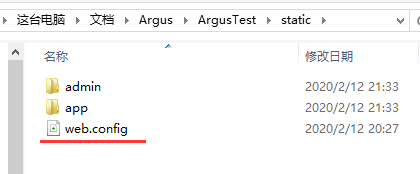 这台电脑 › 文档 › Argus › ArgusTest › static ›
名称 修改日期
admin 2020/2/12 21:33
app 2020/2/12 21:33
web.config 2020/2/12 20:27